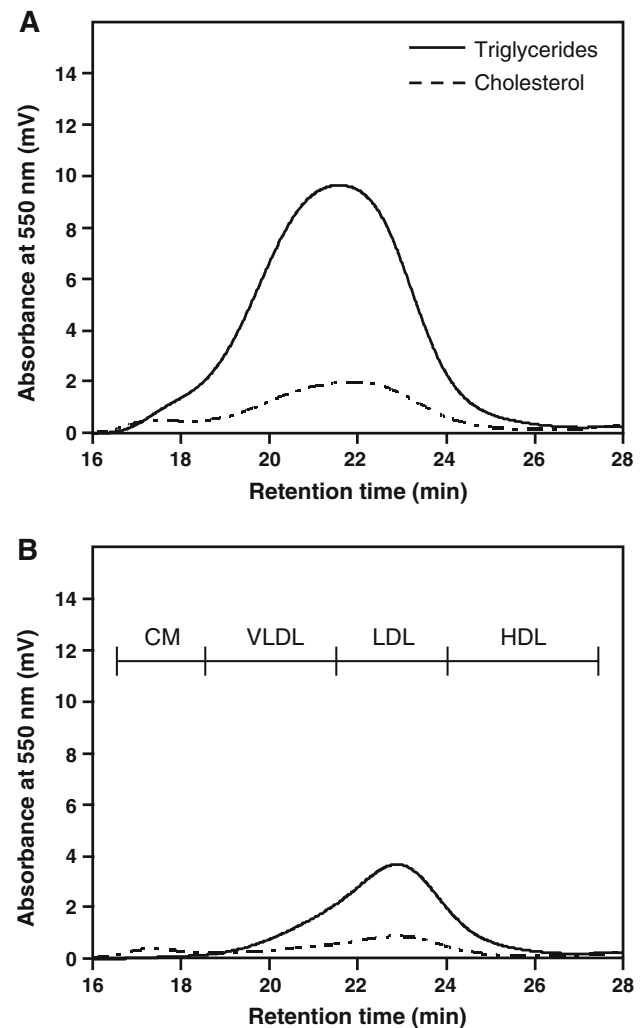 A
Triglycerides
Cholesterol
Absorbance at 550 nm (mV)
14
12
10
8
6
4
2
0
16 18 20 22 24 26 28
Retention time (min)
B
CM VLDL LDL HDL
Absorbance at 550 nm (mV)
14
12
10
8
6
4
2
0
16 18 20 22 24 26 28
Retention time (min)